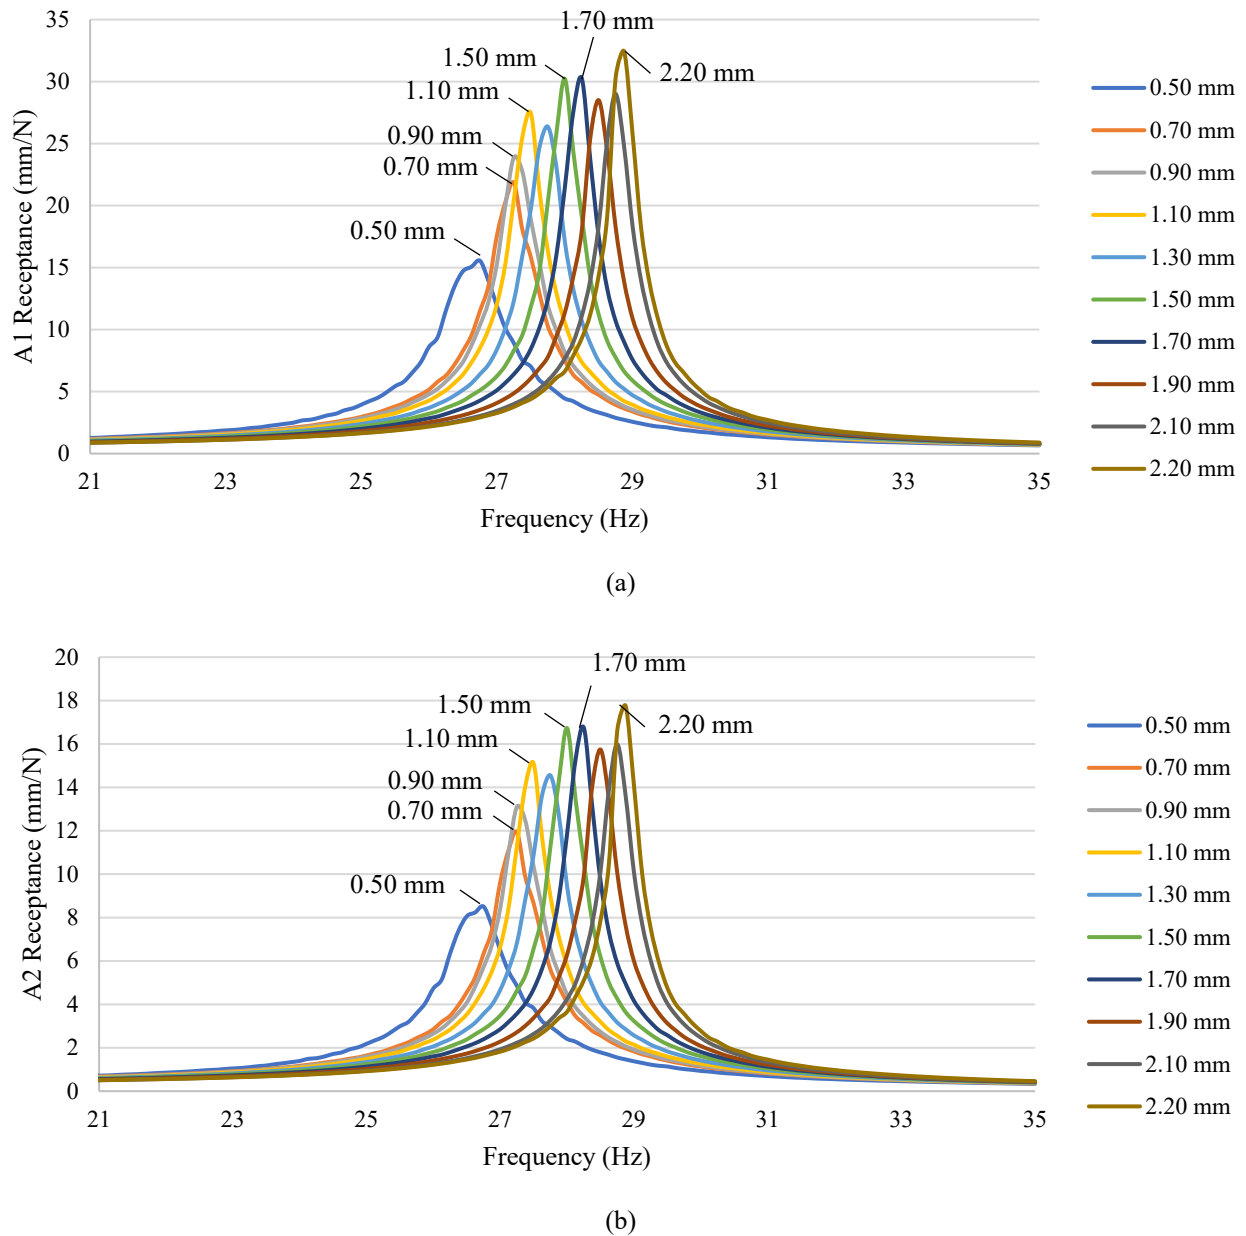 35
30
25
20
15
10
5
0
A1 Receptance (mm/N)
1.70 mm
1.50 mm
2.20 mm
1.10 mm
0.90 mm
0.70 mm
0.50 mm
21 23 25 27 29 31 33 35
Frequency (Hz)
0.50 mm
0.70 mm
0.90 mm
1.10 mm
1.30 mm
1.50 mm
1.70 mm
1.90 mm
2.10 mm
2.20 mm
(a)
20
18
16
14
12
10
8
6
4
2
0
A2 Receptance (mm/N)
1.70 mm
1.50 mm
2.20 mm
1.10 mm
0.90 mm
0.70 mm
0.50 mm
21 23 25 27 29 31 33 35
Frequency (Hz)
0.50 mm
0.70 mm
0.90 mm
1.10 mm
1.30 mm
1.50 mm
1.70 mm
1.90 mm
2.10 mm
2.20 mm
(b)